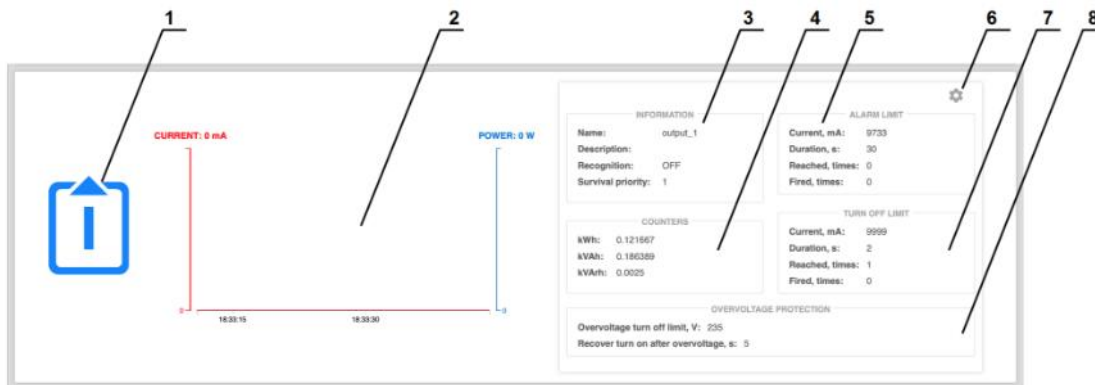 1 2 3 4 5 6 7 8
CURRENT: 0 mA
POWER: 0 W
0
18:33:15 18:33:30
0
INFORMATION
Name: output_1
Description:
Recognition: OFF
Survival priority: 1
ALARM LIMIT
Current, mA: 9733
Duration, s: 30
Reached, times: 0
Fired, times: 0
COUNTERS
kWh: 0.121667
kVAh: 0.186389
kVArh: 0.0025
TURN OFF LIMIT
Current, mA: 9999
Duration, s: 2
Reached, times: 1
Fired, times: 0
OVERVOLTAGE PROTECTION
Overvoltage turn off limit, V: 235
Recover turn on after overvoltage, s: 5